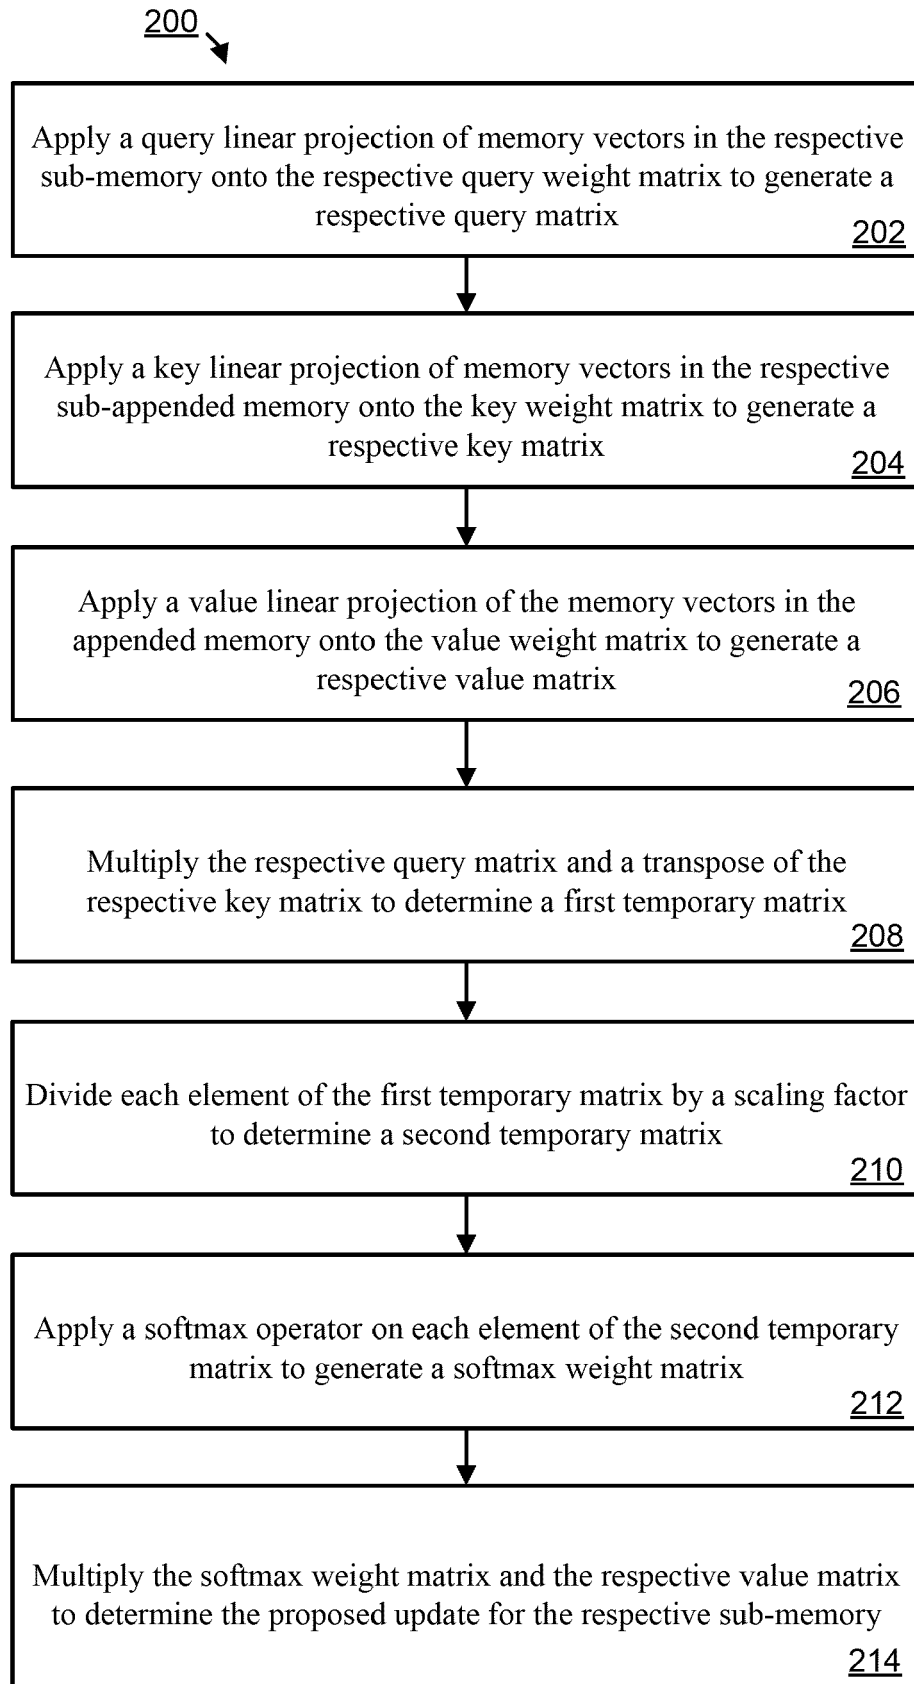 200
Apply a query linear projection of memory vectors in the respective
sub-memory onto the respective query weight matrix to generate a
respective query matrix
202
Apply a key linear projection of memory vectors in the respective
sub-appended memory onto the key weight matrix to generate a
respective key matrix
204
Apply a value linear projection of the memory vectors in the
appended memory onto the value weight matrix to generate a
respective value matrix
206
Multiply the respective query matrix and a transpose of the
respective key matrix to determine a first temporary matrix
208
Divide each element of the first temporary matrix by a scaling factor
to determine a second temporary matrix
210
Apply a softmax operator on each element of the second temporary
matrix to generate a softmax weight matrix
212
Multiply the softmax weight matrix and the respective value matrix
to determine the proposed update for the respective sub-memory
214